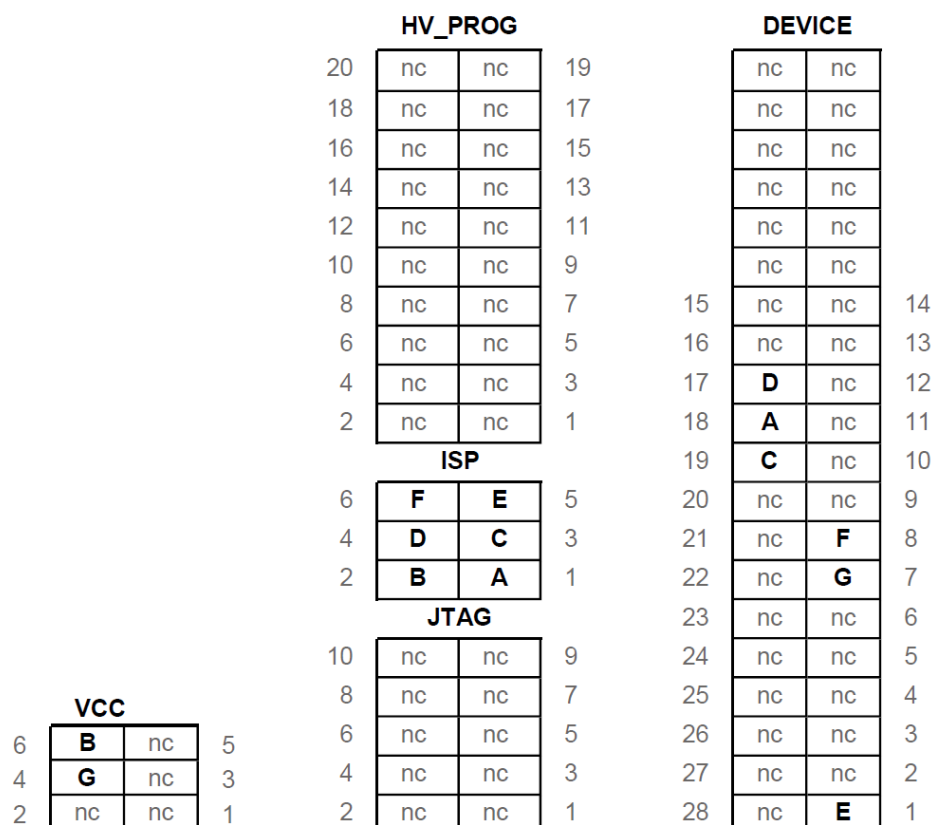 HV_PROG DEVICE
20 nc nc 19 nc nc
18 nc nc 17 nc nc
16 nc nc 15 nc nc
14 nc nc 13 nc nc
12 nc nc 11 nc nc
10 nc nc 9 nc nc
8 nc nc 7 15 nc nc 14
6 nc nc 5 16 nc nc 13
4 nc nc 3 17 D nc 12
2 nc nc 1 18 A nc 11
ISP 19 C nc 10
6 F E 5 20 nc nc 9
4 D C 3 21 nc F 8
2 B A 1 22 nc G 7
JTAG 23 nc nc 6
10 nc nc 9 24 nc nc 5
VCC 8 nc nc 7 25 nc nc 4
6 B nc 5 6 nc nc 5 26 nc nc 3
4 G nc 3 4 nc nc 3 27 nc nc 2
2 nc nc 1 2 nc nc 1 28 nc E 1